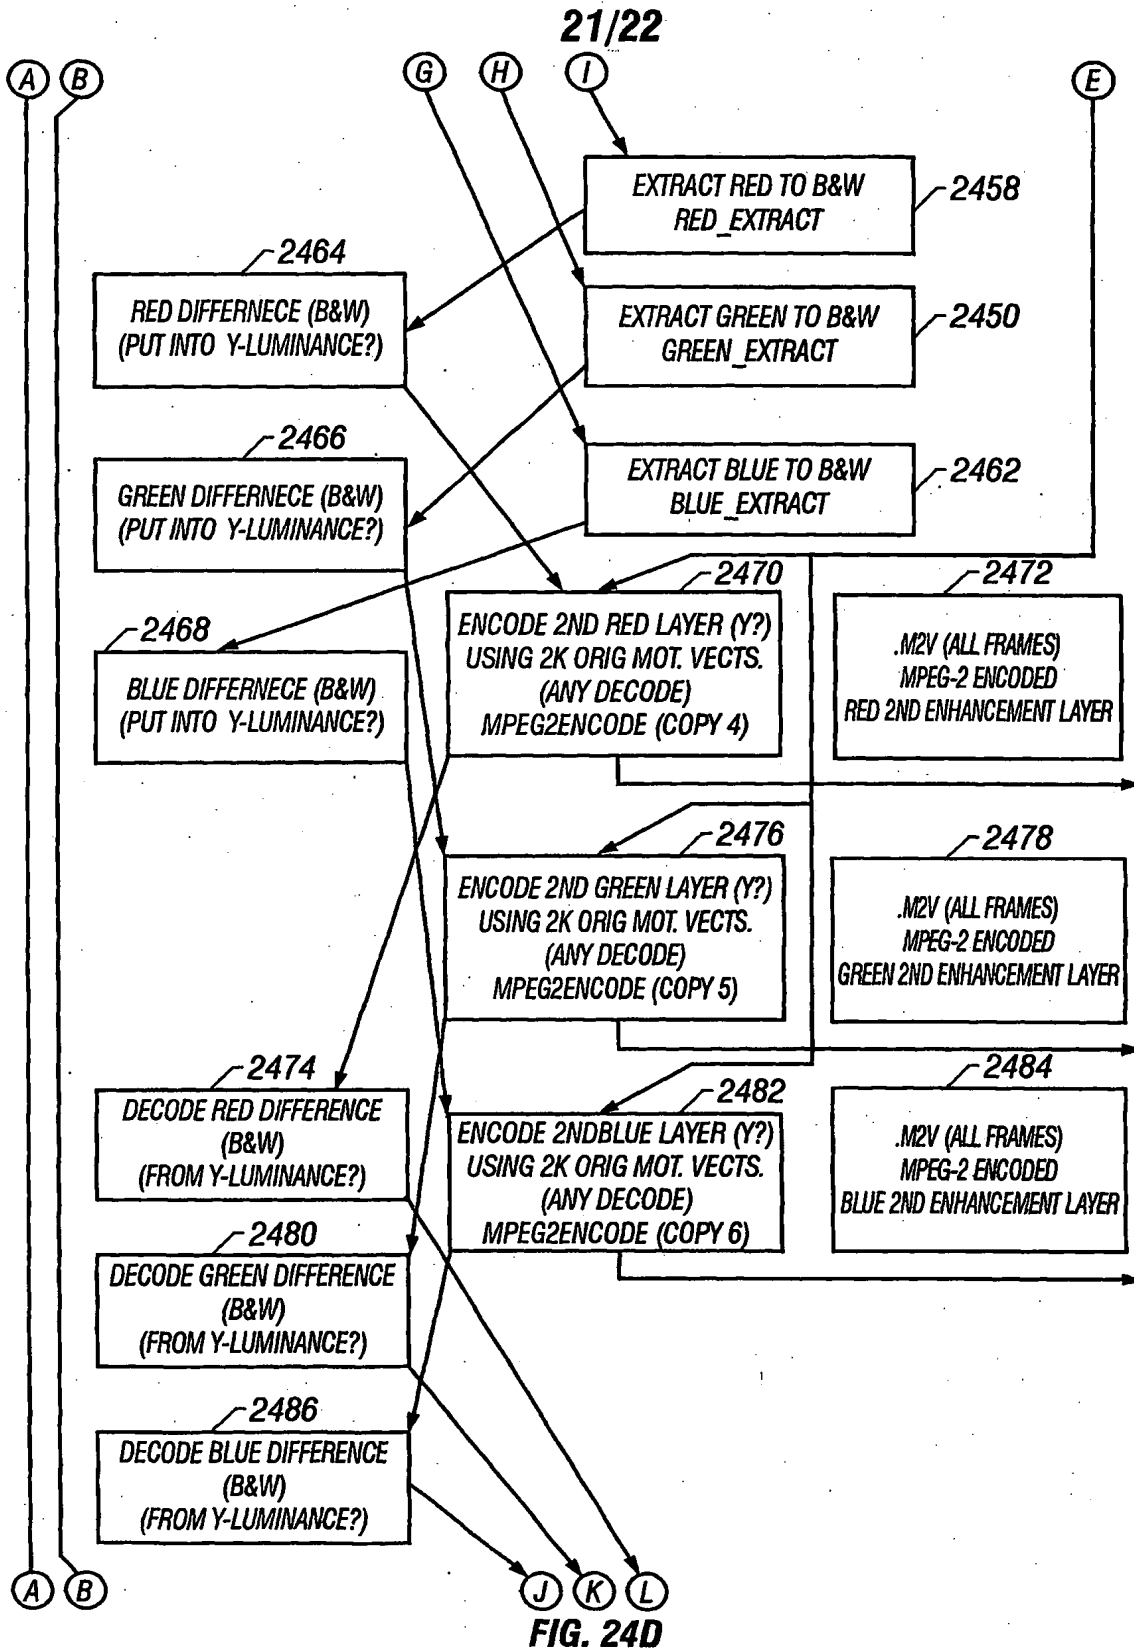 21/22
A B G H I E
EXTRACT RED TO B&W
RED_EXTRACT
2458
2464
RED DIFFERNECE (B&W)
(PUT INTO Y-LUMINANCE?)
EXTRACT GREEN TO B&W
GREEN_EXTRACT
2450
2466
GREEN DIFFERNECE (B&W)
(PUT INTO Y-LUMINANCE?)
EXTRACT BLUE TO B&W
BLUE_EXTRACT
2462
2468
BLUE DIFFERNECE (B&W)
(PUT INTO Y-LUMINANCE?)
2470
ENCODE 2ND RED LAYER (Y?)
USING 2K ORIG MOT. VECTS.
(ANY DECODE)
MPEG2ENCODE (COPY 4)
2472
.M2V (ALL FRAMES)
MPEG-2 ENCODED
RED 2ND ENHANCEMENT LAYER
2476
ENCODE 2ND GREEN LAYER (Y?)
USING 2K ORIG MOT. VECTS.
(ANY DECODE)
MPEG2ENCODE (COPY 5)
2478
.M2V (ALL FRAMES)
MPEG-2 ENCODED
GREEN 2ND ENHANCEMENT LAYER
2474
DECODE RED DIFFERENCE
(B&W)
(FROM Y-LUMINANCE?)
2482
ENCODE 2NDBLUE LAYER (Y?)
USING 2K ORIG MOT. VECTS.
(ANY DECODE)
MPEG2ENCODE (COPY 6)
2484
.M2V (ALL FRAMES)
MPEG-2 ENCODED
BLUE 2ND ENHANCEMENT LAYER
2480
DECODE GREEN DIFFERENCE
(B&W)
(FROM Y-LUMINANCE?)
2486
DECODE BLUE DIFFERENCE
(B&W)
(FROM Y-LUMINANCE?)
A B J K L
FIG. 24D